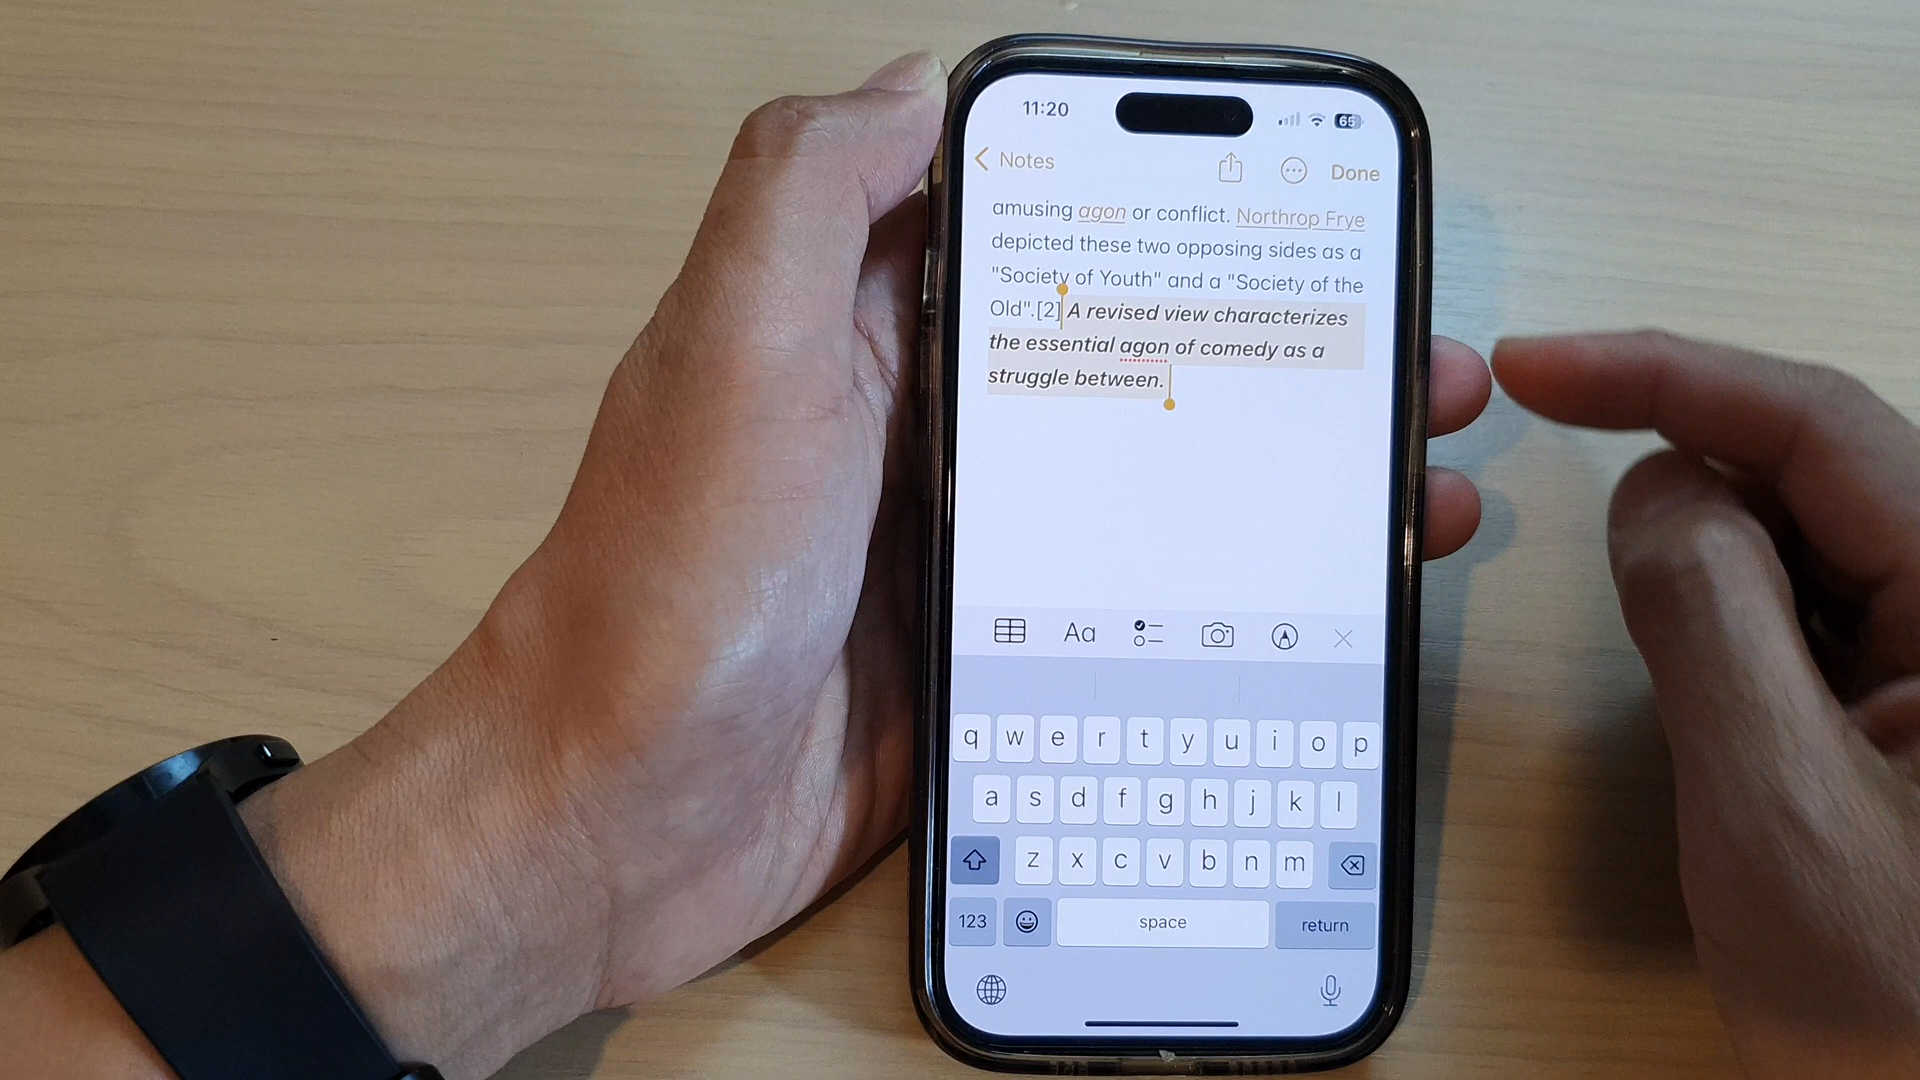 11:20
65
Notes
Done
amusing agon or conflict. Northrop Frye
depicted these two opposing sides as a
"Society of Youth" and a "Society of the
Old".[2] A revised view characterizes
the essential agon of comedy as a
struggle between.
Aa
q w e r t y u i o p
a s d f g h j k l
z x c v b n m
123
space
return